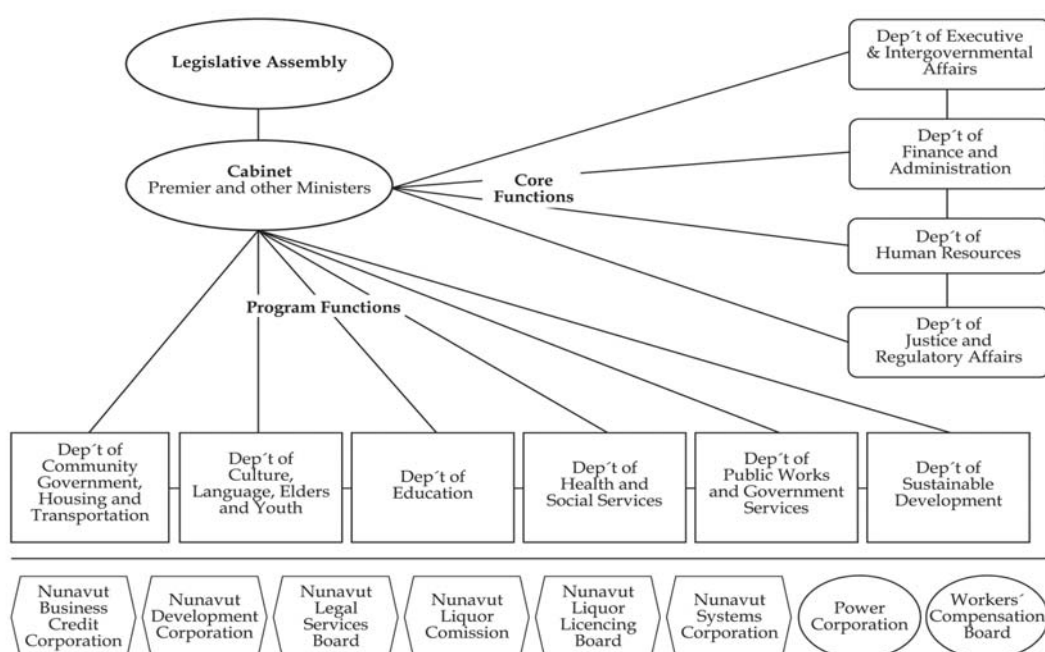 Legislative Assembly
Cabinet
Premier and other Ministers
Core
Functions
Program Functions
Dep´t of Executive
& Intergovernmental
Affairs
Dep´t of
Finance and
Administration
Dep´t of
Human Resources
Dep´t of
Justice and
Regulatory Affairs
Dep´t of
Community
Government,
Housing and
Transportation
Dep´t of
Culture,
Language, Elders
and Youth
Dep´t of
Education
Dep´t of
Health and
Social Services
Dep´t of
Public Works
and Government
Services
Dep´t of
Sustainable
Development
Nunavut
Business
Credit
Corporation
Nunavut
Development
Corporation
Nunavut
Legal
Services
Board
Nunavut
Liquor
Comission
Nunavut
Liquor
Licencing
Board
Nunavut
Systems
Corporation
Power
Corporation
Workers´
Compensation
Board